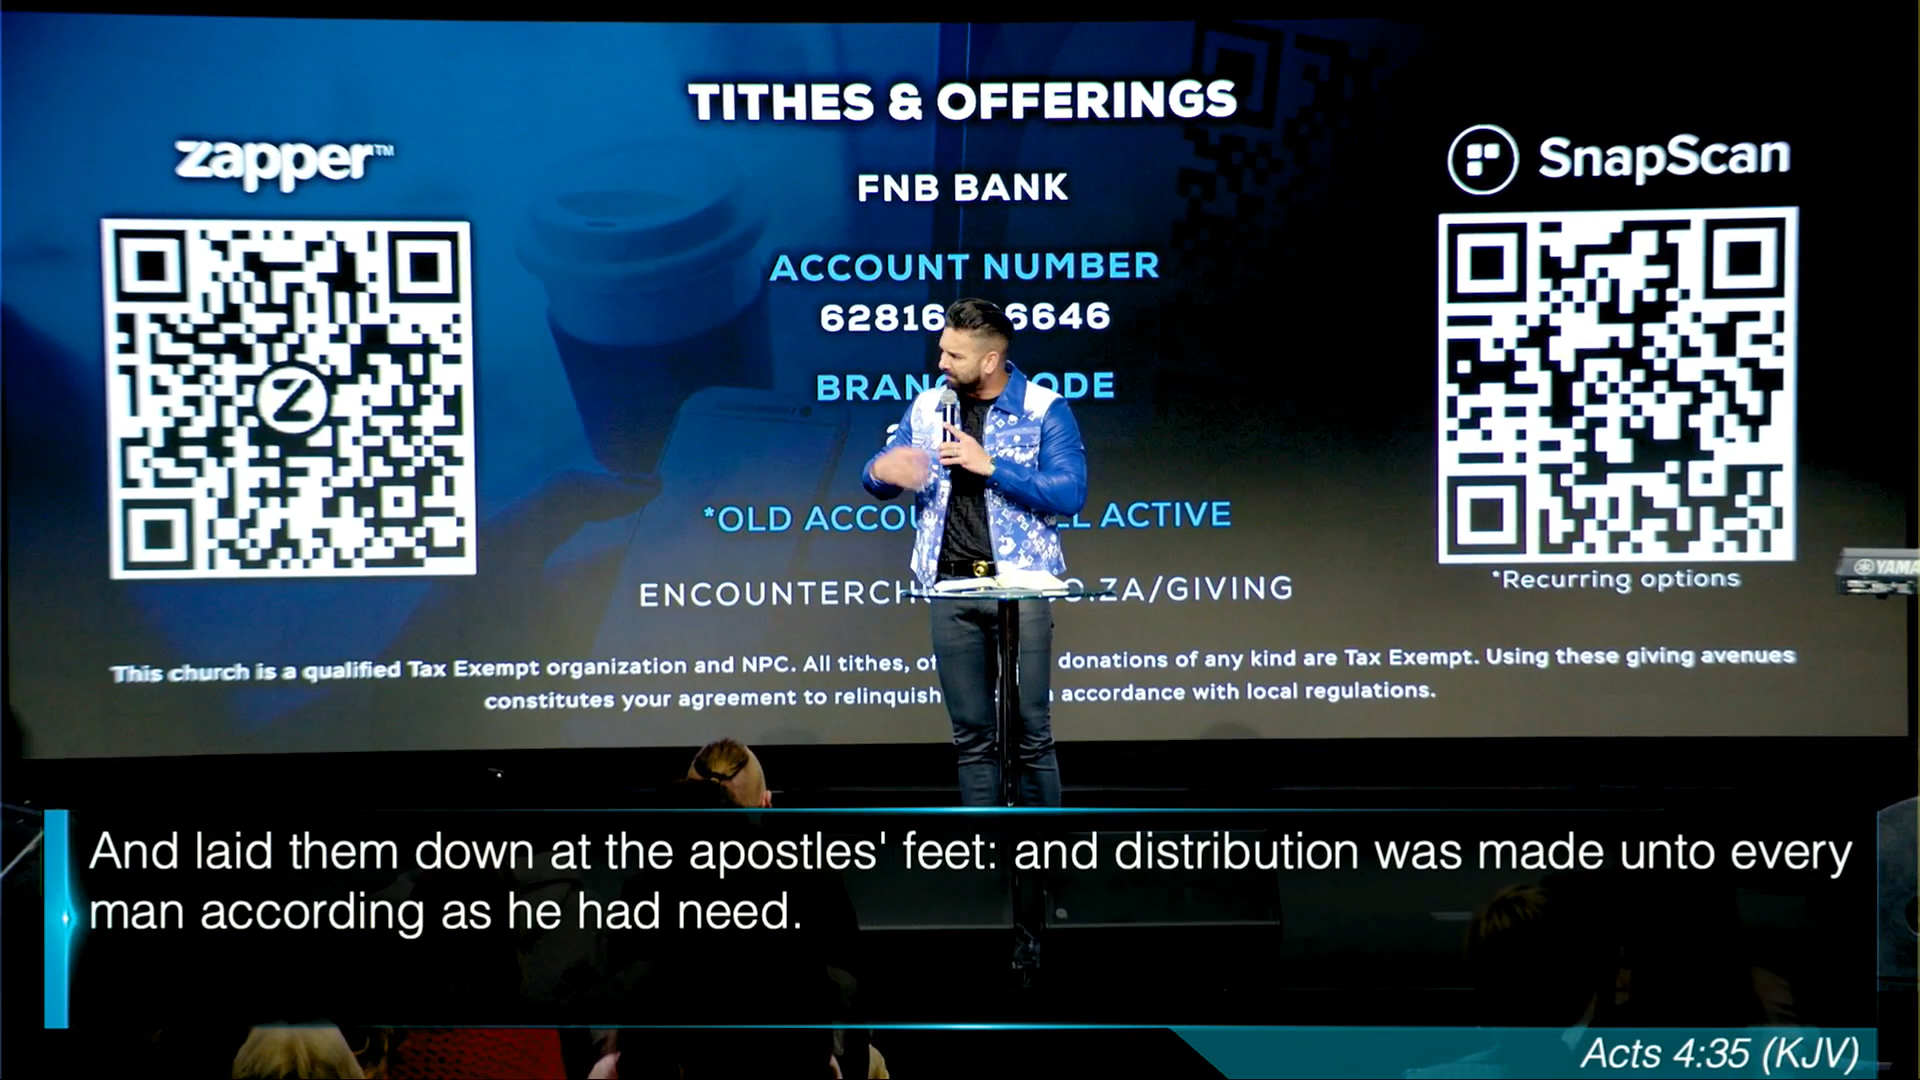 TITHES & OFFERINGS
zapper™
SnapScan
FNB BANK
ACCOUNT NUMBER
62816 6646
BRAN ODE
*OLD ACCOU LL ACTIVE
ENCOUNTERCH O.ZA/GIVING
*Recurring options
This church is a qualified Tax Exempt organization and NPC. All tithes, of donations of any kind are Tax Exempt. Using these giving avenues
constitutes your agreement to relinquish accordance with local regulations.
YAMA
And laid them down at the apostles' feet: and distribution was made unto every
man according as he had need.
Acts 4:35 (KJV)